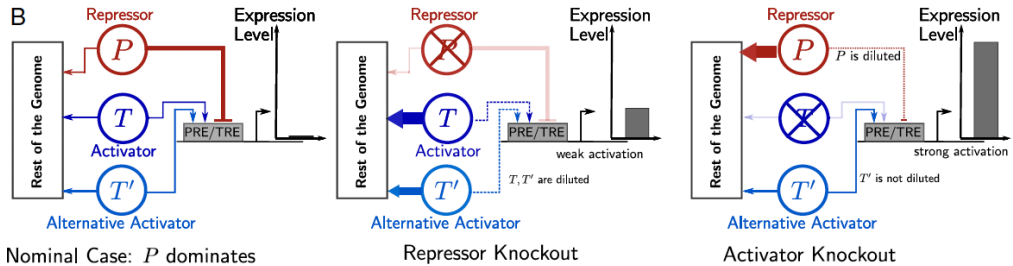 B
Repressor
P
Rest of the Genome
T
Activator
T′
Alternative Activator
PRE/TRE
Expression
Level
Nominal Case: P dominates
Repressor
P
Rest of the Genome
T
Activator
T′
Alternative Activator
PRE/TRE
Expression
Level
weak activation
T, T′ are diluted
Repressor Knockout
Repressor
P
P is diluted
Rest of the Genome
T
T′
Alternative Activator
PRE/TRE
Expression
Level
strong activation
T′ is not diluted
Activator Knockout